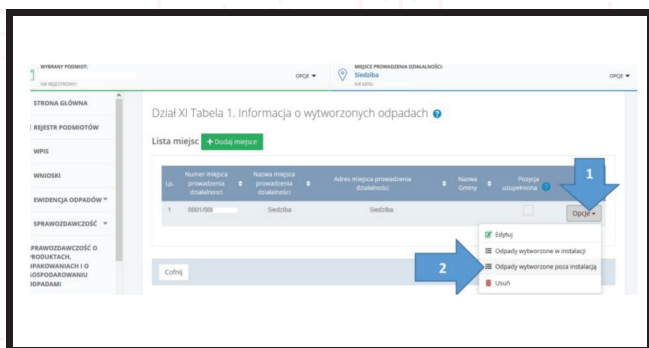 WYBRANY PODMIOT:
NR REJESTROWY:
OPCJE
MIEJSCE PROWADZENIA DZIAŁALNOŚCI:
Siedziba
OPCJE
STRONA GŁÓWNA
REJESTR PODMIOTÓW
WPIS
WNIOSKI
EWIDENCJA ODPADÓW
SPRAWOZDAWCZOŚĆ
PRAWOZDAWCZOŚĆ O
RODUKTACH,
PAKOWANIACH I O
OSPODAROWANIU
DPADAMI
Dział XI Tabela 1. Informacja o wytworzonych odpadach ?
Lista miejsc + Dodaj miejsce
Lp.
Numer miejsca prowadzenia działalności
Nazwa miejsca prowadzenia działalności
Adres miejsca prowadzenia działalności
Nazwa Gminy
Pozycja uzupełniona ?
1
1 0001/00 Siedziba Siedziba
Opcje
Edytuj
Odpady wytworzone w instalacji
2
Odpady wytworzone poza instalacją
Usuń
Cofnij